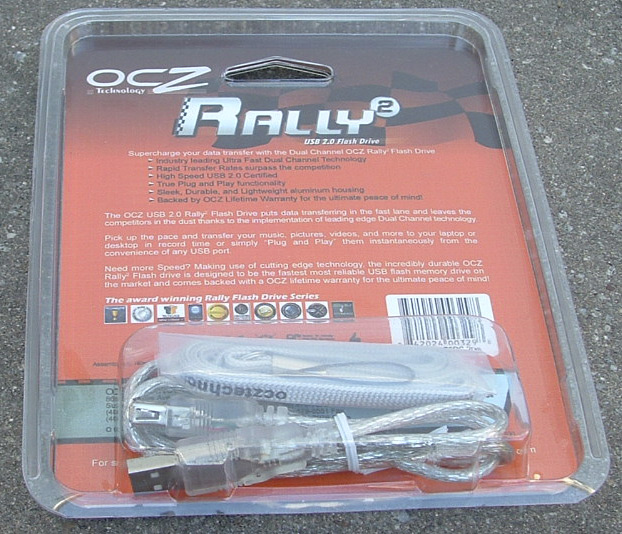 OCZ
Technology
RALLY2
USB 2.0 Flash Drive
Supercharge your data transfer with the Dual Channel OCZ Rally2 Flash Drive
Industry leading Ultra Fast Dual Channel Technology
Rapid Transfer Rates surpass the competition
High Speed USB 2.0 Certified
True Plug and Play functionality
Sleek, Durable, and Lightweight aluminum housing
Backed by OCZ Lifetime Warranty for the ultimate peace of mind!
The OCZ USB 2.0 Rally2 Flash Drive puts data transferring in the fast lane and leaves the
competitors in the dust thanks to the implementation of leading edge Dual Channel technology.
Pick up the pace and transfer your music, pictures, videos, and more to your laptop or
desktop in record time or simply "Plug and Play" them instantaneously from the
convenience of any USB port.
Need more Speed? Making use of cutting edge technology, the incredibly durable OCZ
Rally2 Flash drive is designed to be the fastest most reliable USB flash memory drive on
the market and comes backed with a OCZ lifetime warranty for the ultimate peace of mind!
The award winning Rally Flash Drive Series
ocztechno
For